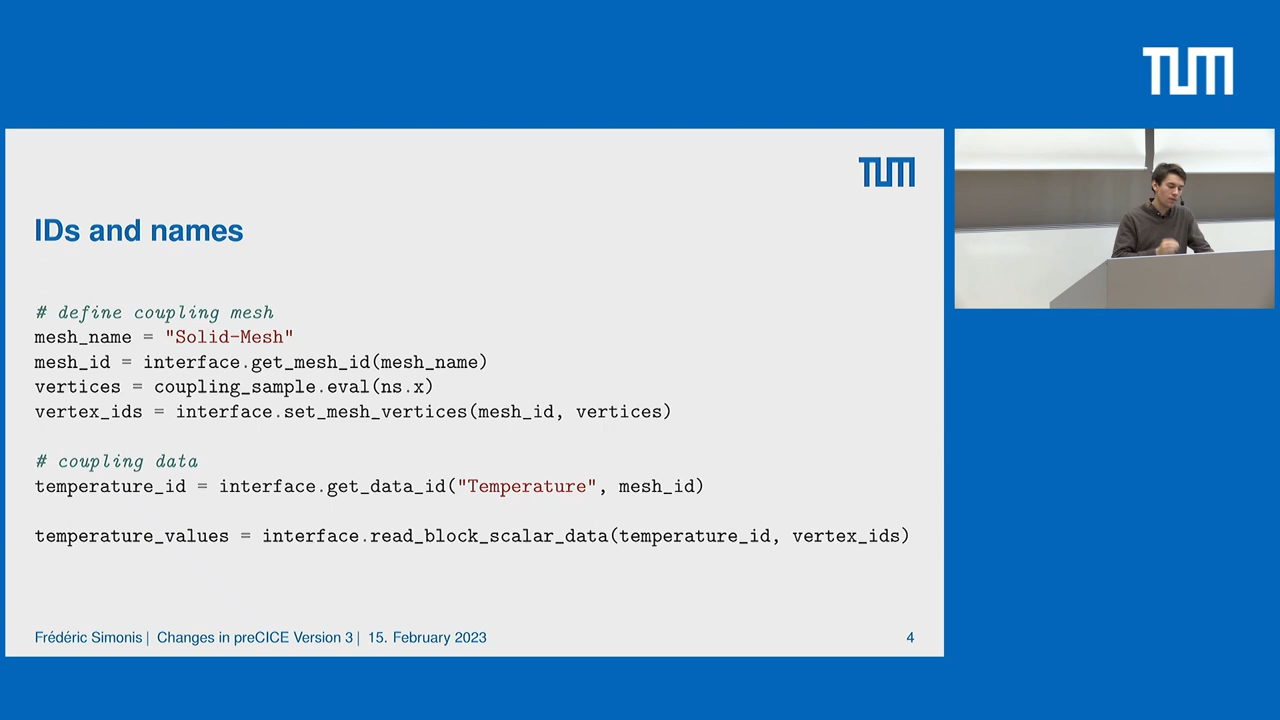 TUM
TUM
IDs and names
# define coupling mesh
mesh_name = "Solid-Mesh"
mesh_id = interface.get_mesh_id(mesh_name)
vertices = coupling_sample.eval(ns.x)
vertex_ids = interface.set_mesh_vertices(mesh_id, vertices)
# coupling data
temperature_id = interface.get_data_id("Temperature", mesh_id)
temperature_values = interface.read_block_scalar_data(temperature_id, vertex_ids)
Frédéric Simonis | Changes in preCICE Version 3 | 15. February 2023 4